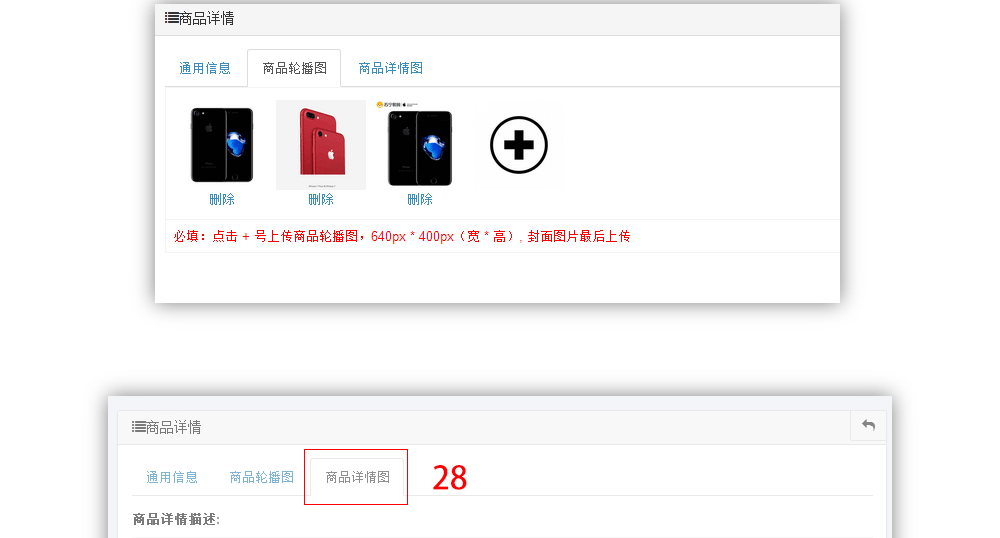 商品详情
通用信息 商品轮播图 商品详情图
删除 删除 删除
必填：点击 + 号上传商品轮播图，640px * 400px（宽 * 高）, 封面图片最后上传
商品详情
通用信息 商品轮播图 商品详情图 28
商品详情描述: